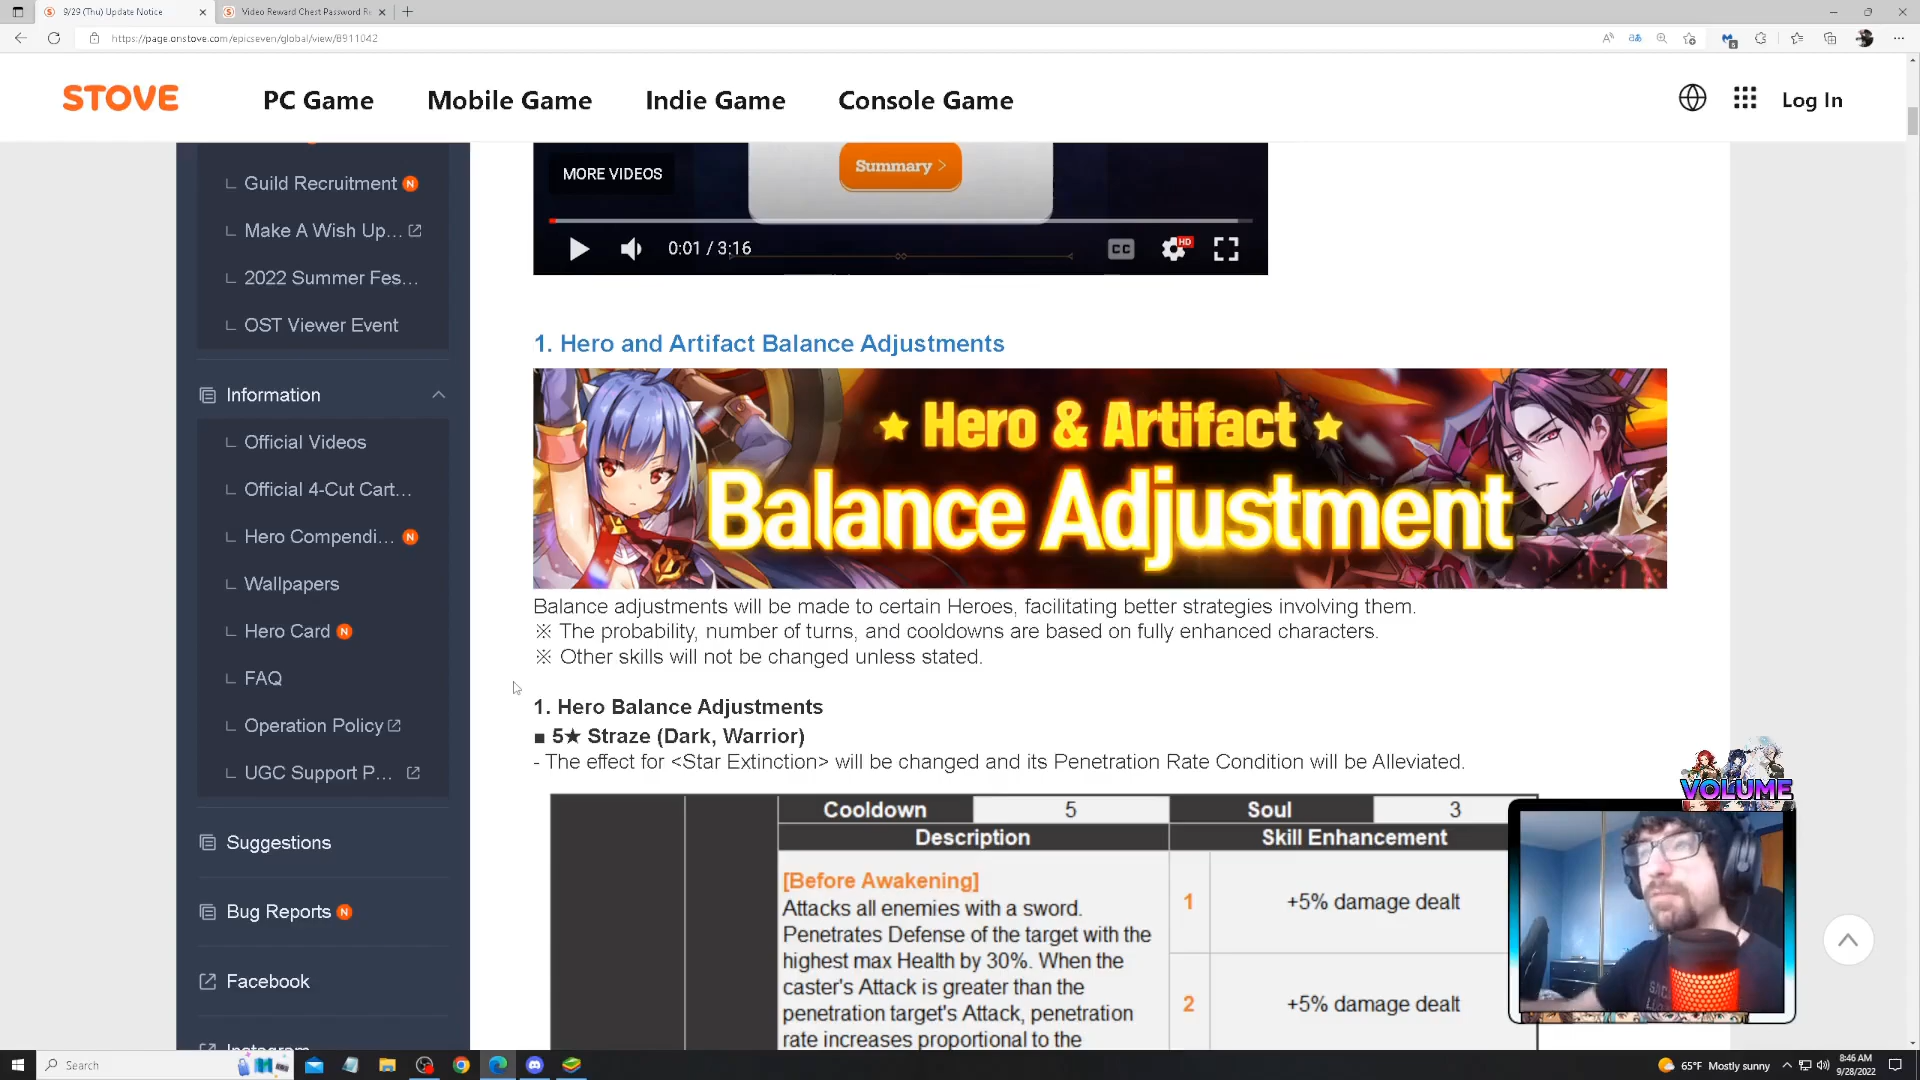 9/29 (Thu) Update Notice
Video Reward Chest Password Re
https://page.onstove.com/epicseven/global/view/8911042
STOVE
PC Game
Mobile Game
Indie Game
Console Game
Log In
Guild Recruitment N
Make A Wish Up...
2022 Summer Fes...
OST Viewer Event
Information
Official Videos
Official 4-Cut Cart...
Hero Compendi... N
Wallpapers
Hero Card N
FAQ
Operation Policy
UGC Support P...
Suggestions
Bug Reports N
Facebook
Instagram
MORE VIDEOS
Summary >
0:01 / 3:16
CC
HD
1. Hero and Artifact Balance Adjustments
★ Hero & Artifact ★
Balance Adjustment
Balance adjustments will be made to certain Heroes, facilitating better strategies involving them.
※ The probability, number of turns, and cooldowns are based on fully enhanced characters.
※ Other skills will not be changed unless stated.
1. Hero Balance Adjustments
■ 5★ Straze (Dark, Warrior)
- The effect for <Star Extinction> will be changed and its Penetration Rate Condition will be Alleviated.
Cooldown 5 Soul 3
Description Skill Enhancement
[Before Awakening]
Attacks all enemies with a sword.
Penetrates Defense of the target with the
highest max Health by 30%. When the
caster's Attack is greater than the
penetration target's Attack, penetration
rate increases proportional to the
1 +5% damage dealt
2 +5% damage dealt
VOLUME
Search
65°F Mostly sunny
8:46 AM
9/28/2022